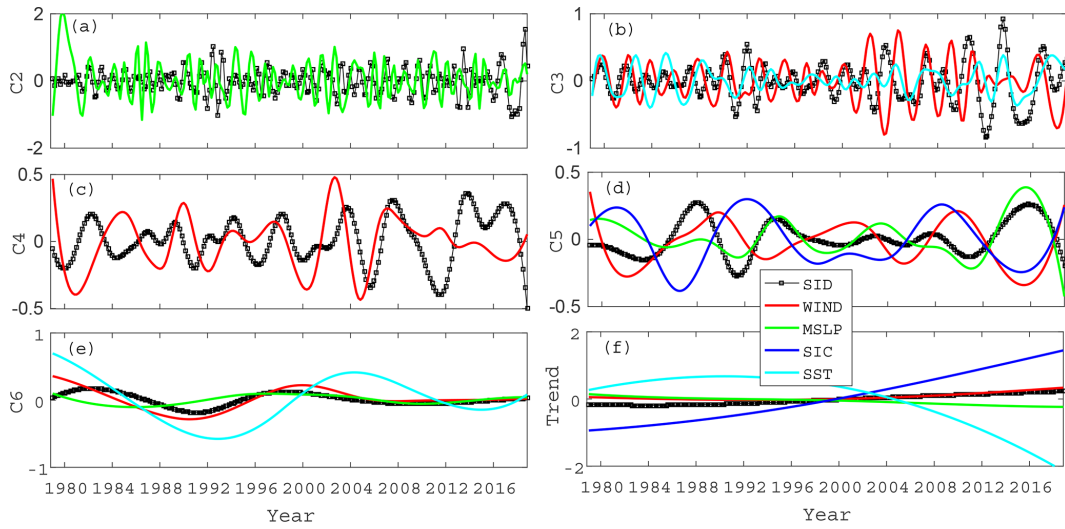 2
(a)
C2
0
-2
1
(b)
C3
0
-1
0.5
(c)
C4
0
-0.5
0.5
(d)
C5
0
-0.5
SID
WIND
MSLP
SIC
SST
1
(e)
C6
0
-1
1980 1984 1988 1992 1996 2000 2004 2008 2012 2016
Year
2
(f)
Trend
0
-2
1980 1984 1988 1992 1996 2000 2004 2008 2012 2016
Year